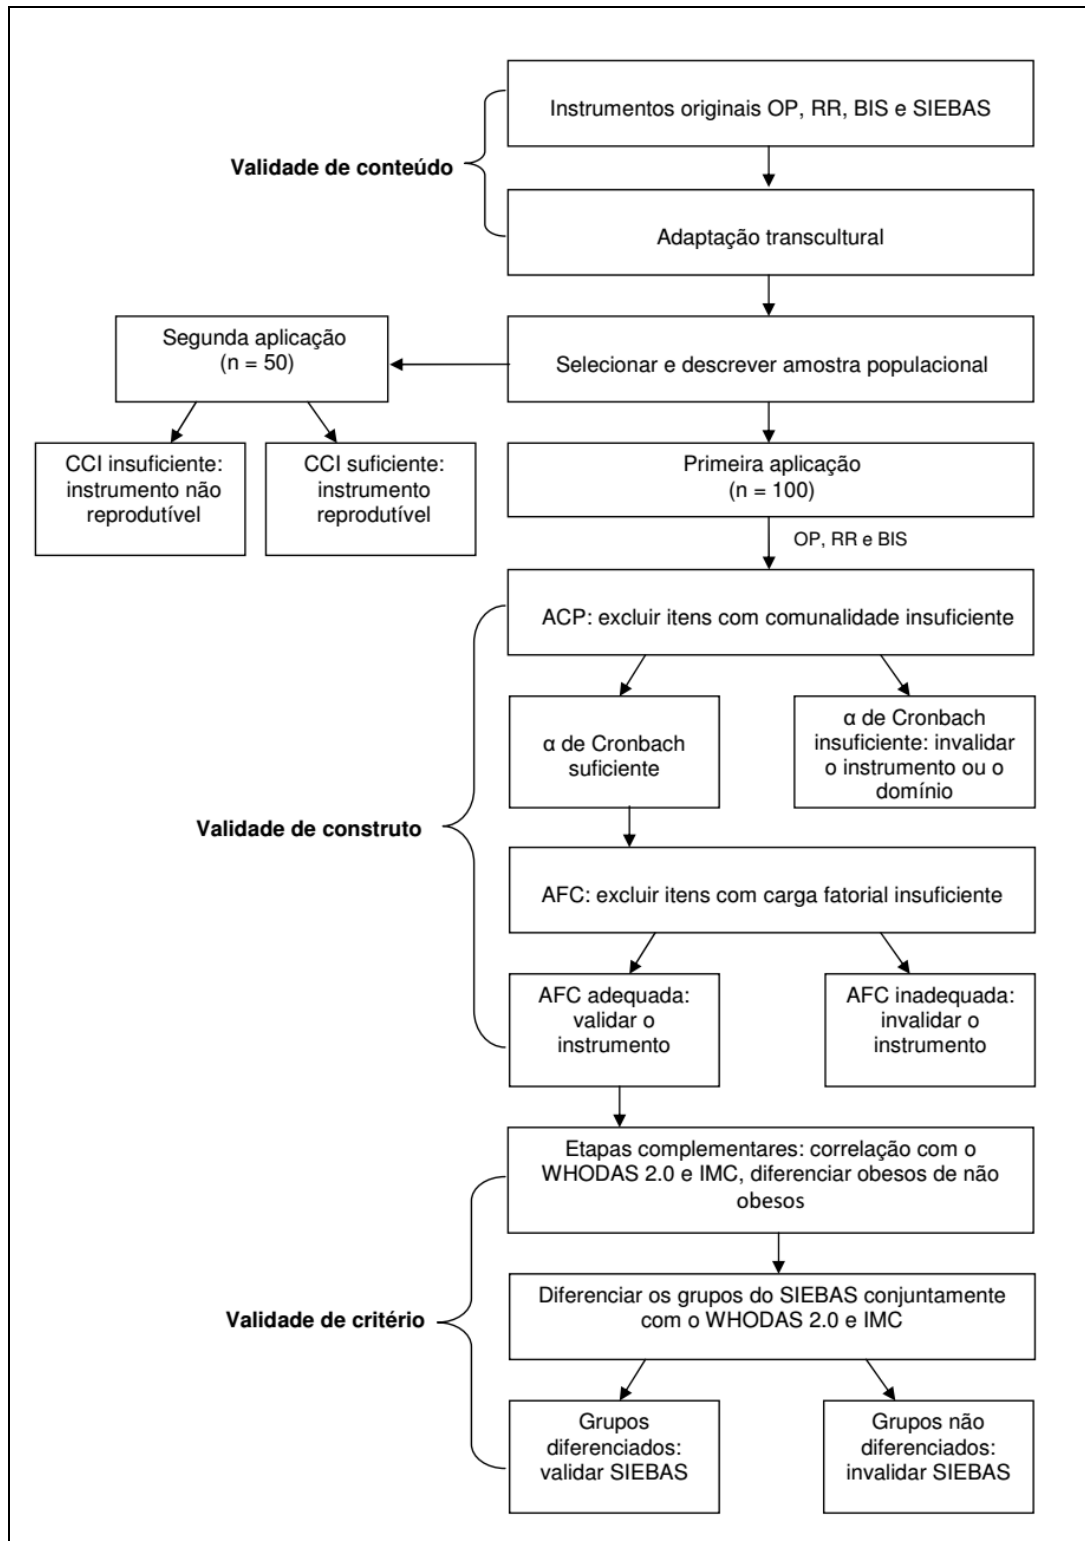 Instrumentos originais OP, RR, BIS e SIEBAS
Validade de conteúdo
Adaptação transcultural
Segunda aplicação
(n = 50)
Selecionar e descrever amostra populacional
CCI insuficiente:
instrumento não
reprodutível
CCI suficiente:
instrumento
reprodutível
Primeira aplicação
(n = 100)
OP, RR e BIS
ACP: excluir itens com comunalidade insuficiente
α de Cronbach
suficiente
α de Cronbach
insuficiente: invalidar
o instrumento ou o
domínio
Validade de construto
AFC: excluir itens com carga fatorial insuficiente
AFC adequada:
validar o
instrumento
AFC inadequada:
invalidar o
instrumento
Etapas complementares: correlação com o
WHODAS 2.0 e IMC, diferenciar obesos de não
obesos
Validade de critério
Diferenciar os grupos do SIEBAS conjuntamente
com o WHODAS 2.0 e IMC
Grupos
diferenciados:
validar SIEBAS
Grupos não
diferenciados:
invalidar SIEBAS